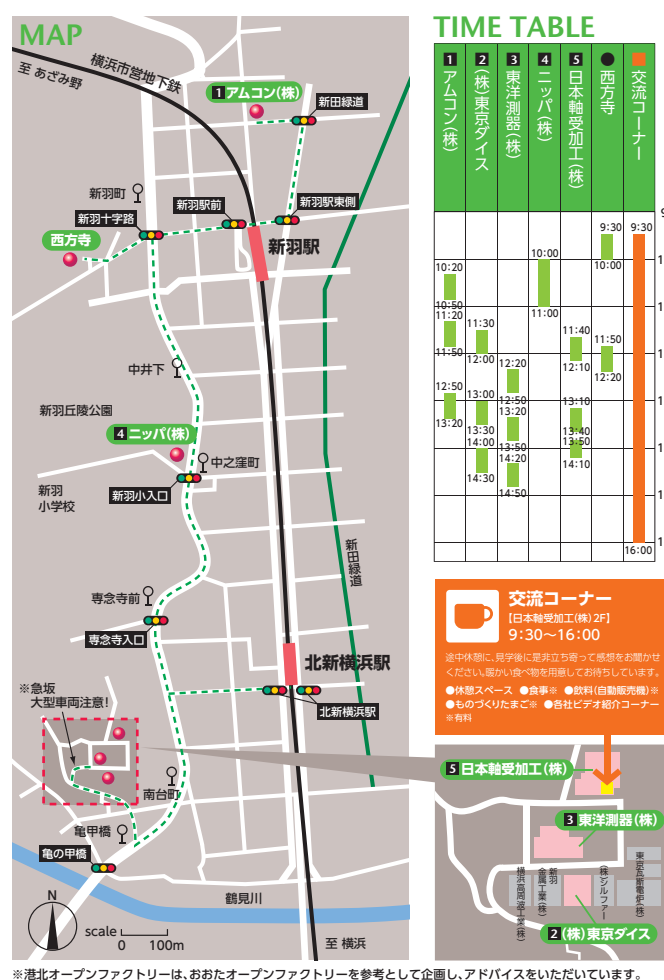 MAP
至 あざみ野
横浜市営地下鉄
1 アムコン(株)
新田緑道
新羽町
新羽駅前
新羽駅東側
新羽十字路
西方寺
新羽駅
中井下
新羽丘陵公園
4 ニッパ(株)
中之窪町
新羽小入口
新羽
小学校
新田緑道
専念寺前
専念寺入口
北新横浜駅
※急坂
大型車両注意!
北新横浜駅
南台町
亀甲橋
亀の甲橋
鶴見川
N
scale
0 100m
至 横浜
TIME TABLE
1 アムコン(株)
2 (株)東京ダイス
3 東洋測器(株)
4 ニッパ(株)
5 日本軸受加工(株)
● 西方寺
■ 交流コーナー
9
9:30 9:30
10:00 10:00 1
10:20
10:50 11:00 1
11:20 11:30 11:40 11:50
11:50 12:00 12:10 1
12:20 12:20
12:50 12:50 13:00 13:10 1
13:20 13:20 13:30 13:40
13:50 13:50 14:00 1
14:10 14:20
14:30 14:50
1
16:00 1
交流コーナー
【日本軸受加工(株)2F】
9:30〜16:00
途中休憩に、見学後に是非立ち寄って感想をお聞かせ
ください。暖かい食べ物を用意してお待ちしています。
●休憩スペース ●食事※ ●飲料(自動販売機)※
●ものづくりたまご※ ●各社ビデオ紹介コーナー
※有料
5 日本軸受加工(株)
3 東洋測器(株)
横浜高周波工業(株)
新羽
金属工業(株)
(株)シルファー
東京瓦斯電炉(株)
2 (株)東京ダイス
※港北オープンファクトリーは、おおたオープンファクトリーを参考として企画し、アドバイスをいただいています。